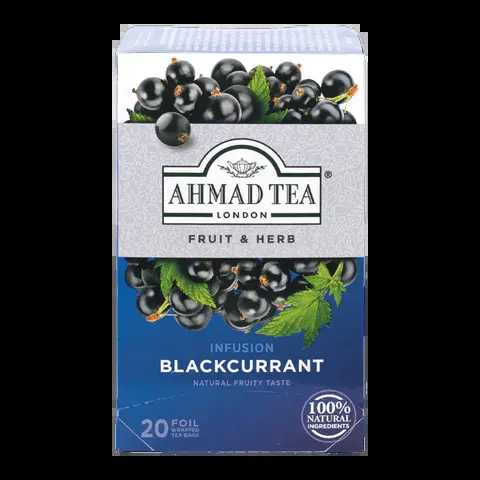 AHMAD TEA®
LONDON
FRUIT & HERB
INFUSION
BLACKCURRANT
NATURAL FRUITY TASTE
20 FOIL
WRAPPED
TEA BAGS
100%
NATURAL
INGREDIENTS